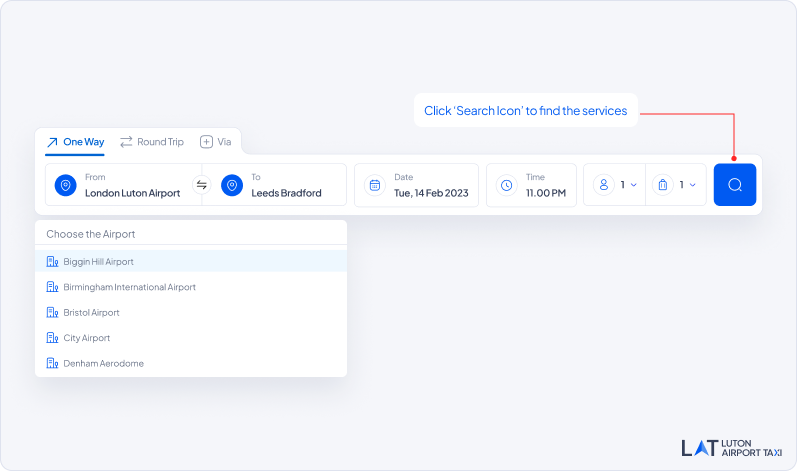 Click ‘Search Icon’ to find the services
One Way
Round Trip
Via
From
London Luton Airport
To
Leeds Bradford
Date
Tue, 14 Feb 2023
Time
11.00 PM
1
1
Choose the Airport
Biggin Hill Airport
Birmingham International Airport
Bristol Airport
City Airport
Denham Aerodome
LAT LUTON
AIRPORT TAXI